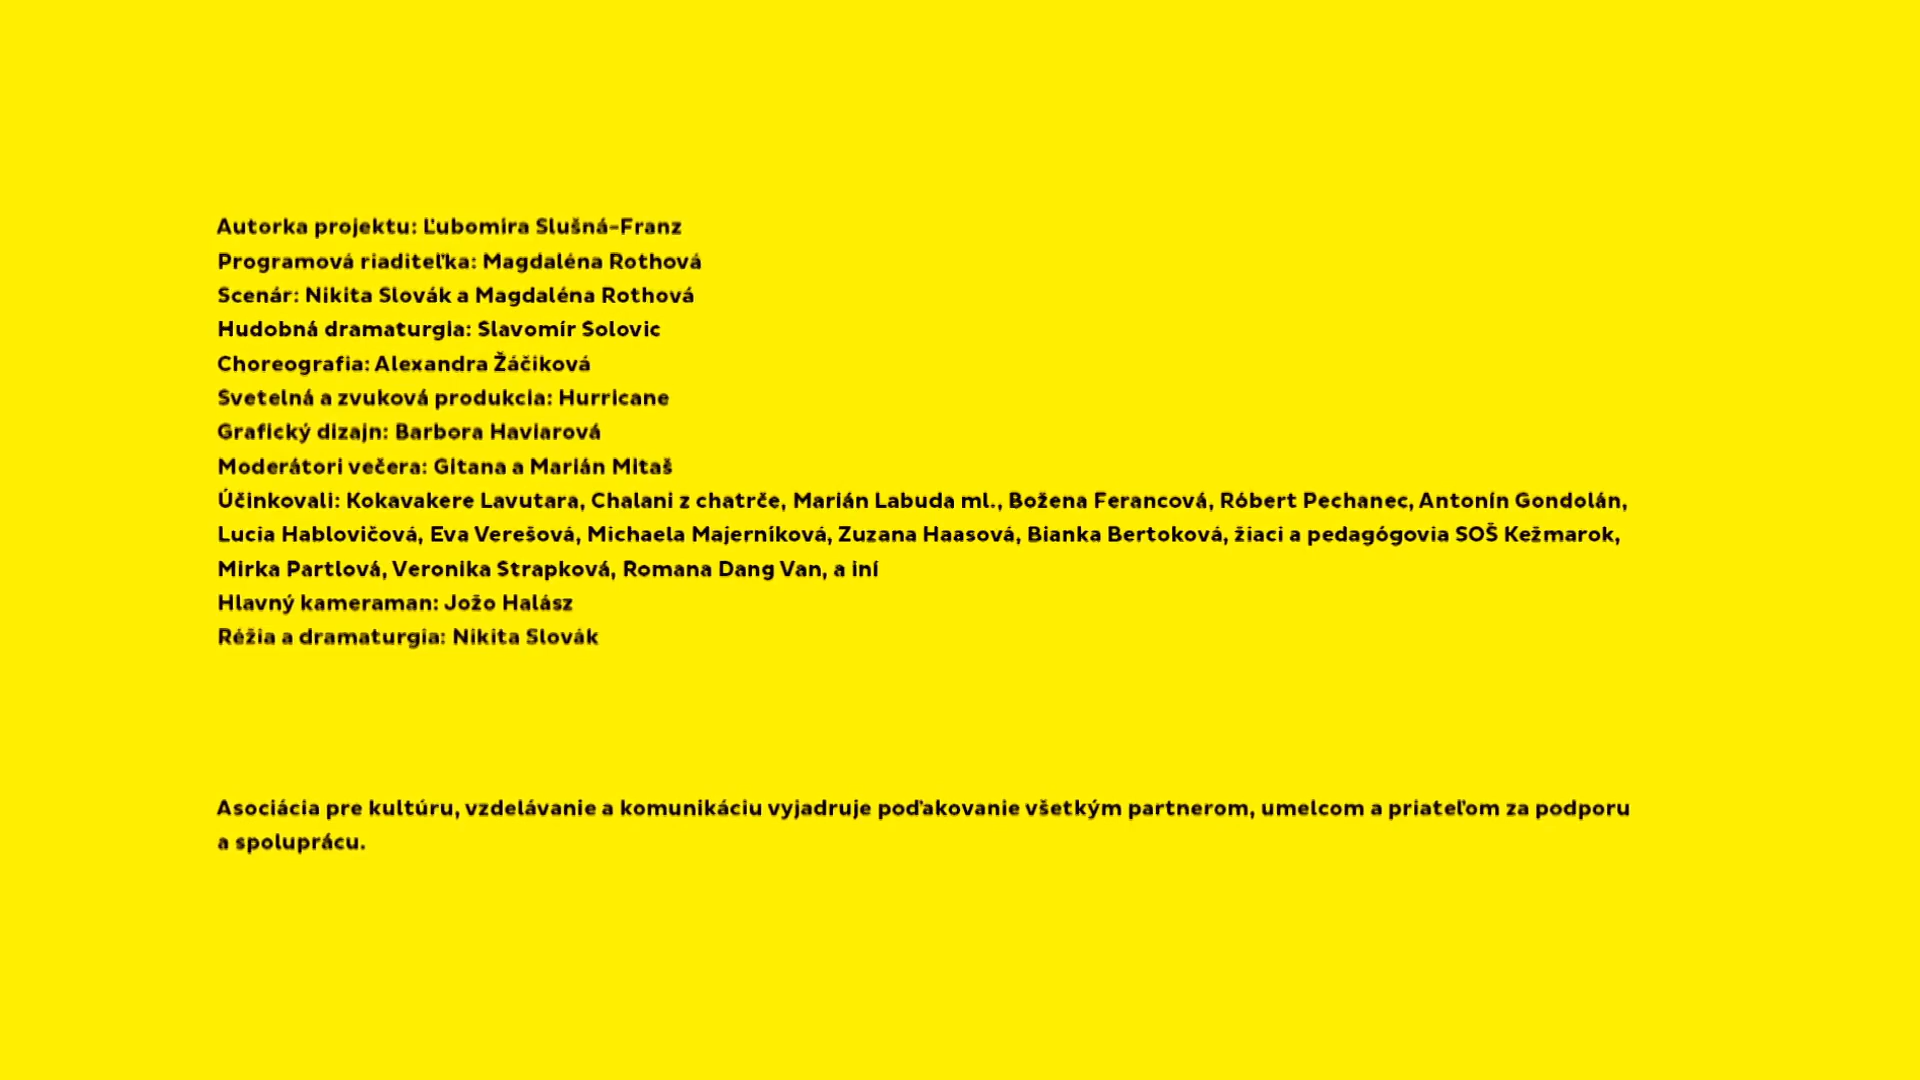 Autorka projektu: Ľubomíra Slušná-Franz
Programová riaditeľka: Magdaléna Rothová
Scenár: Nikita Slovák a Magdaléna Rothová
Hudobná dramaturgia: Slavomír Solovic
Choreografia: Alexandra Žáčiková
Svetelná a zvuková produkcia: Hurricane
Grafický dizajn: Barbora Haviarová
Moderátori večera: Gitana a Marián Mitaš
Účinkovali: Kokavakere Lavutara, Chalani z chatrče, Marián Labuda ml., Božena Ferancová, Róbert Pechanec, Antonín Gondolán,
Lucia Hablovičová, Eva Verešová, Michaela Majerníková, Zuzana Haasová, Bianka Bertoková, žiaci a pedagógovia SOŠ Kežmarok,
Mirka Partlová, Veronika Strapková, Romana Dang Van, a iní
Hlavný kameraman: Jožo Halász
Réžia a dramaturgia: Nikita Slovák
Asociácia pre kultúru, vzdelávanie a komunikáciu vyjadruje poďakovanie všetkým partnerom, umelcom a priateľom za podporu
a spoluprácu.